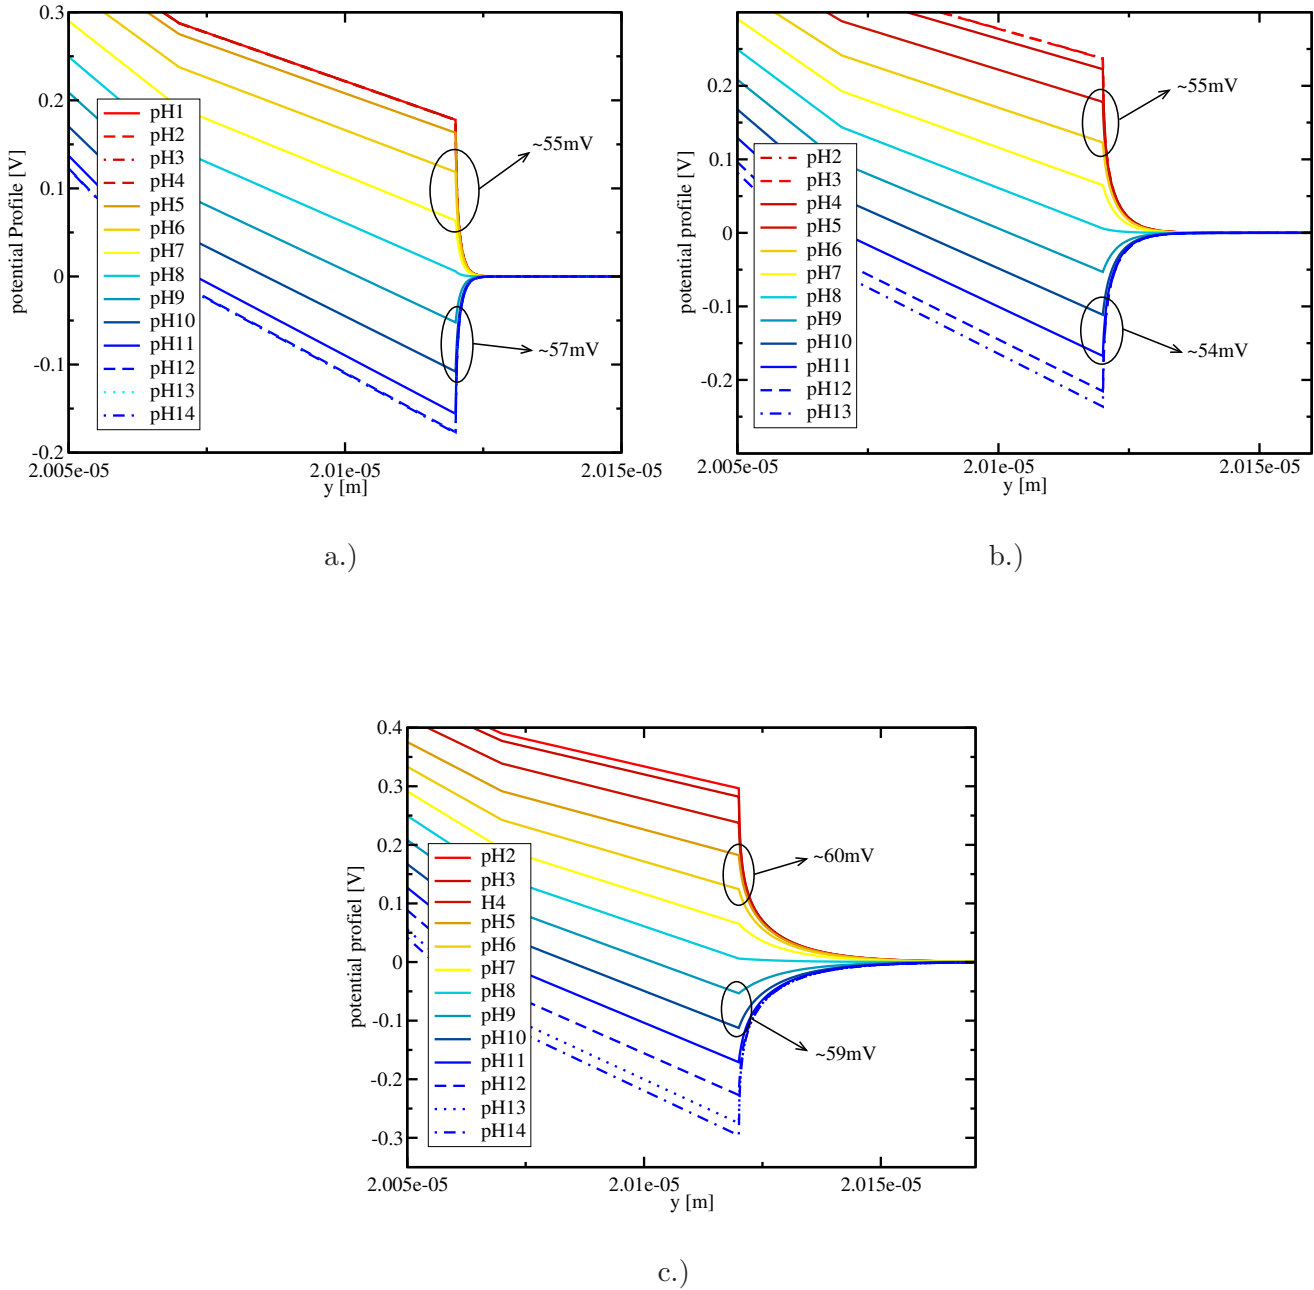 0.3
0.2
0.1
0
-0.1
-0.2
potential Profile [V]
pH1
pH2
pH3
pH4
pH5
pH6
pH7
pH8
pH9
pH10
pH11
pH12
pH13
pH14
~55mV
~57mV
2.005e-05
2.01e-05
2.015e-05
y [m]
a.)
0.2
0.1
0
-0.1
-0.2
potential profile [V]
pH2
pH3
pH4
pH5
pH6
pH7
pH8
pH9
pH10
pH11
pH12
pH13
~55mV
~54mV
2.005e-05
2.01e-05
2.015e-05
y [m]
b.)
0.4
0.3
0.2
0.1
0
-0.1
-0.2
-0.3
potential profiel [V]
pH2
pH3
H4
pH5
pH6
pH7
pH8
pH9
pH10
pH11
pH12
pH13
pH14
~60mV
~59mV
2.005e-05
2.01e-05
2.015e-05
y [m]
c.)